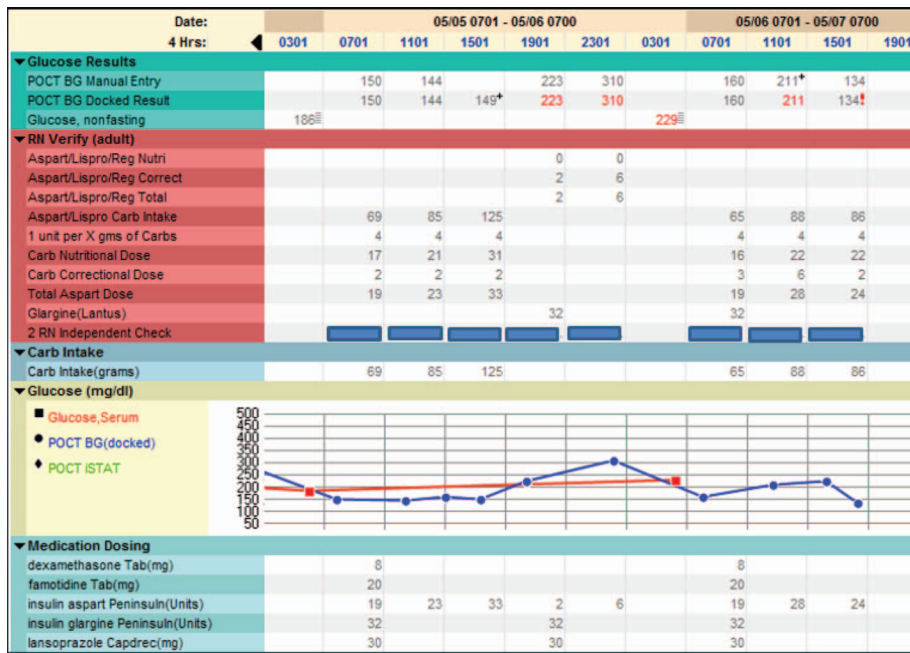 Date: 05/05 0701 - 05/06 0700 05/06 0701 - 05/07 0700
4 Hrs: 0301 0701 1101 1501 1901 2301 0301 0701 1101 1501 1901
Glucose Results
POCT BG Manual Entry 150 144 223 310 160 211+ 134
POCT BG Docked Result 150 144 149+ 223 310 160 211 134!
Glucose, nonfasting 186 229
RN Verify (adult)
Aspart/Lispro/Reg Nutri 0 0
Aspart/Lispro/Reg Correct 2 6
Aspart/Lispro/Reg Total 2 6
Aspart/Lispro Carb Intake 69 85 125 65 88 86
1 unit per X gms of Carbs 4 4 4 4 4 4
Carb Nutritional Dose 17 21 31 16 22 22
Carb Correctional Dose 2 2 2 3 6 2
Total Aspart Dose 19 23 33 19 28 24
Glargine(Lantus) 32 32
2 RN Independent Check
Carb Intake
Carb Intake(grams) 69 85 125 65 88 86
Glucose (mg/dl)
Glucose,Serum
POCT BG(docked)
POCT iSTAT
500
450
400
350
300
250
200
150
100
50
Medication Dosing
dexamethasone Tab(mg) 8 8
famotidine Tab(mg) 20 20
insulin aspart Peninsuln(Units) 19 23 33 2 6 19 28 24
insulin glargine Peninsuln(Units) 32 32 32
lansoprazole Capdrec(mg) 30 30 30